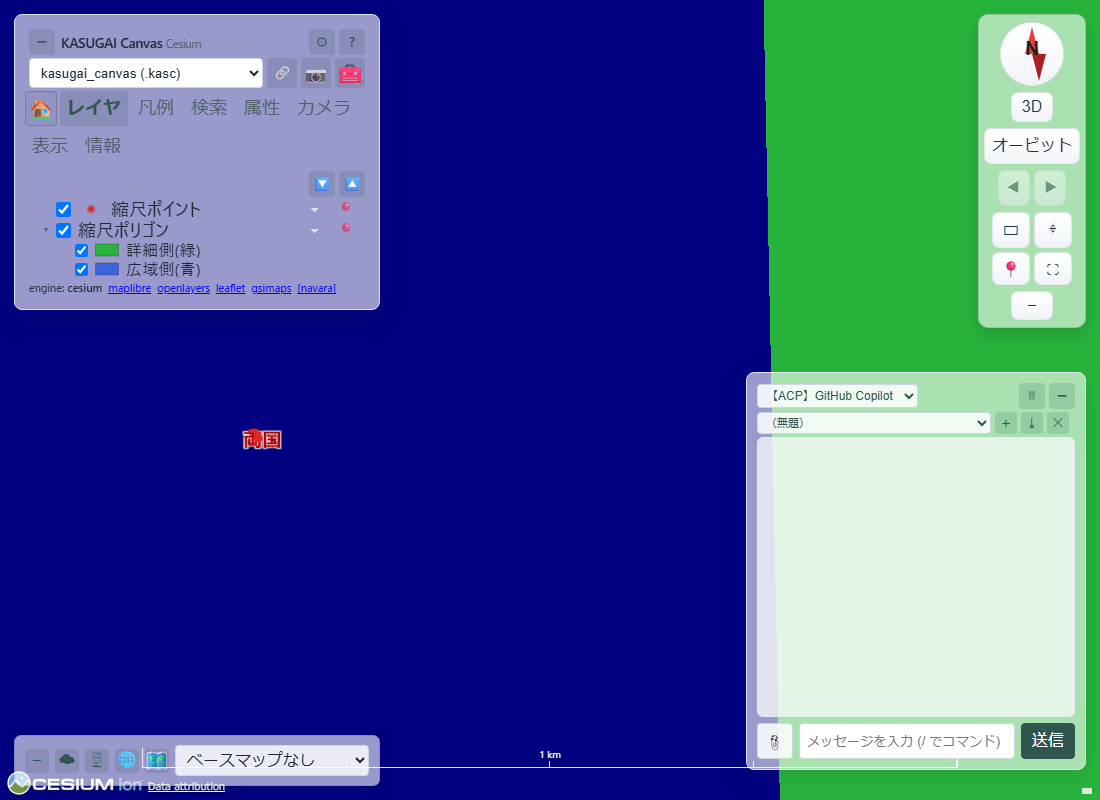 − KASUGAI Canvas Cesium ⚙ ?
kasugai_canvas (.kasc)
レイヤ 凡例 検索 属性 カメラ
表示 情報
縮尺ポイント
縮尺ポリゴン
詳細側(緑)
広域側(青)
engine: cesium maplibre openlayers leaflet gsimaps [navara]
N
3D
オービット
両国
【ACP】GitHub Copilot
（無題）
メッセージを入力 (/ でコマンド)
送信
1 km
ベースマップなし
CESIUM ion Data attribution